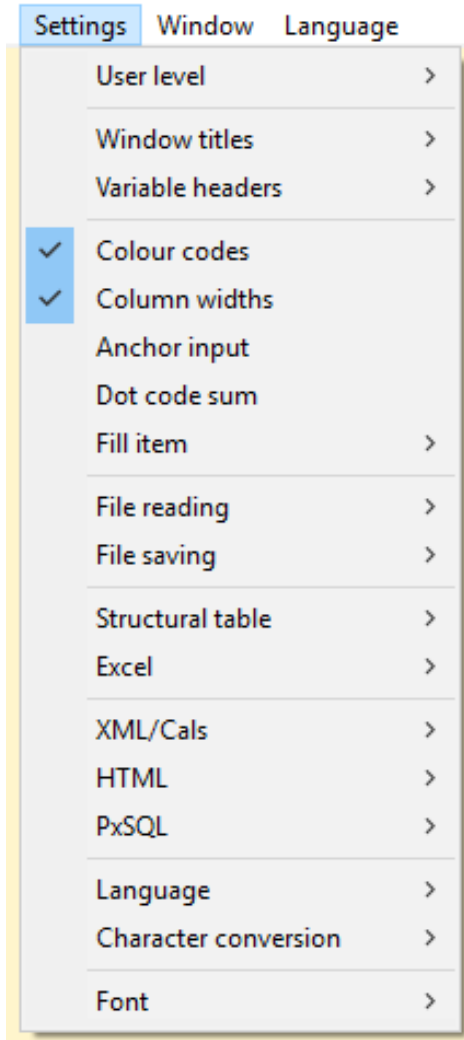 Settings Window Language
User level
Window titles
Variable headers
Colour codes
Column widths
Anchor input
Dot code sum
Fill item
File reading
File saving
Structural table
Excel
XML/Cals
HTML
PxSQL
Language
Character conversion
Font